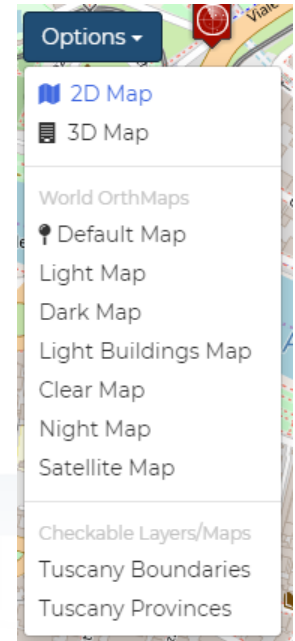 Options
Viale
2D Map
3D Map
World OrthMaps
Default Map
Light Map
Dark Map
Light Buildings Map
Clear Map
Night Map
Satellite Map
Checkable Layers/Maps
Tuscany Boundaries
Tuscany Provinces